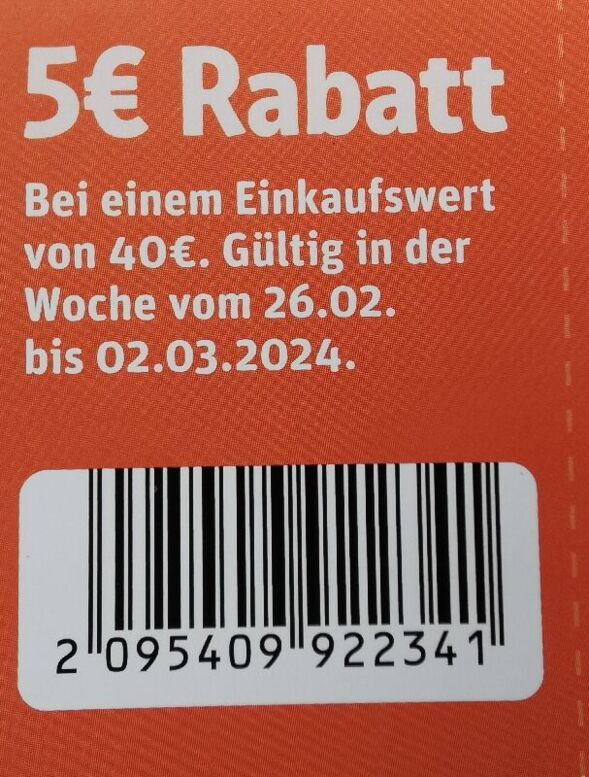 5€ Rabatt
Bei einem Einkaufswert
von 40€. Gültig in der
Woche vom 26.02.
bis 02.03.2024.
2 095409 922341